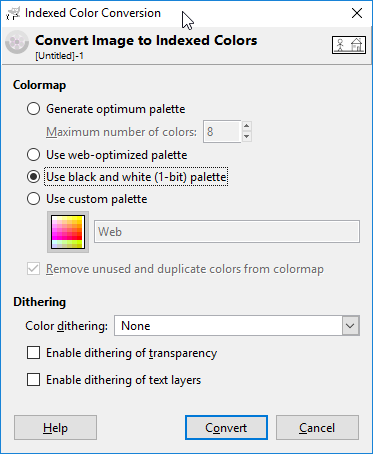 Indexed Color Conversion
Convert Image to Indexed Colors
[Untitled]-1
Colormap
Generate optimum palette
Maximum number of colors: 8
Use web-optimized palette
Use black and white (1-bit) palette
Use custom palette
Web
Remove unused and duplicate colors from colormap
Dithering
Color dithering: None
Enable dithering of transparency
Enable dithering of text layers
Help Convert Cancel